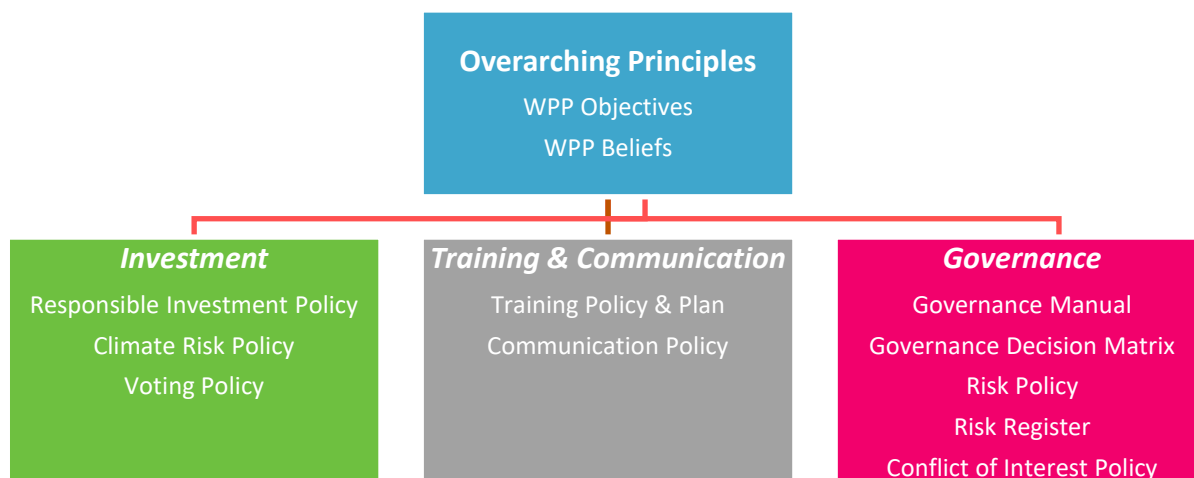 Overarching Principles
WPP Objectives
WPP Beliefs
Investment
Responsible Investment Policy
Climate Risk Policy
Voting Policy
Training & Communication
Training Policy & Plan
Communication Policy
Governance
Governance Manual
Governance Decision Matrix
Risk Policy
Risk Register
Conflict of Interest Policy